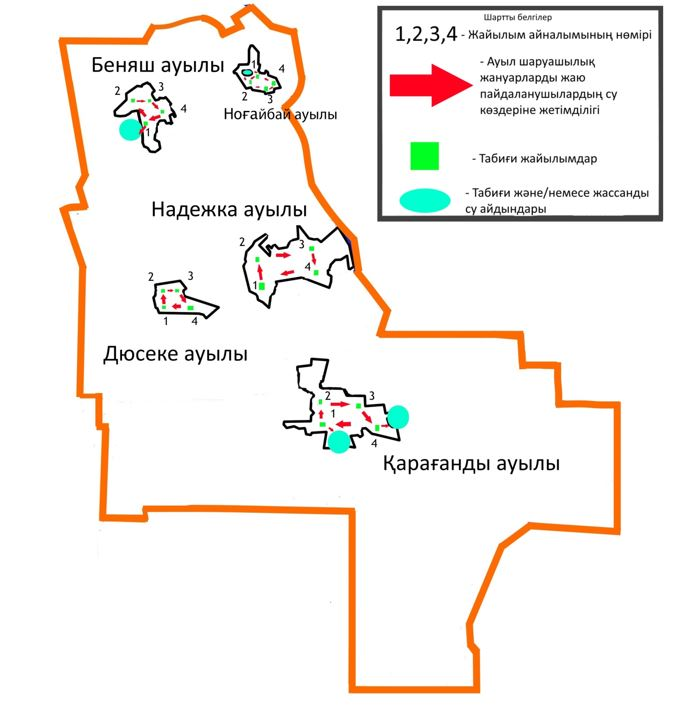 Шартты белгілер
1,2,3,4 - Жайылым айналымының нөмірі
- Ауыл шаруашылық
жануарларды жаю
пайдаланушылардың су
көздеріне жетімділігі
- Табиғи жайылымдар
- Табиғи және/немесе жассанды
су айдындары
Беняш ауылы
2
3
4
1
1
4
2
3
Ноғайбай ауылы
Надежка ауылы
2
3
4
1
2
3
1
4
Дюсеке ауылы
2
3
1
4
Қарағанды ауылы